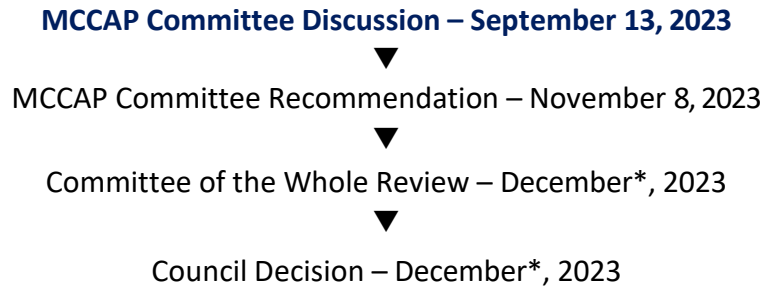 MCCAP Committee Discussion – September 13, 2023
▼
MCCAP Committee Recommendation – November 8, 2023
▼
Committee of the Whole Review – December*, 2023
▼
Council Decision – December*, 2023